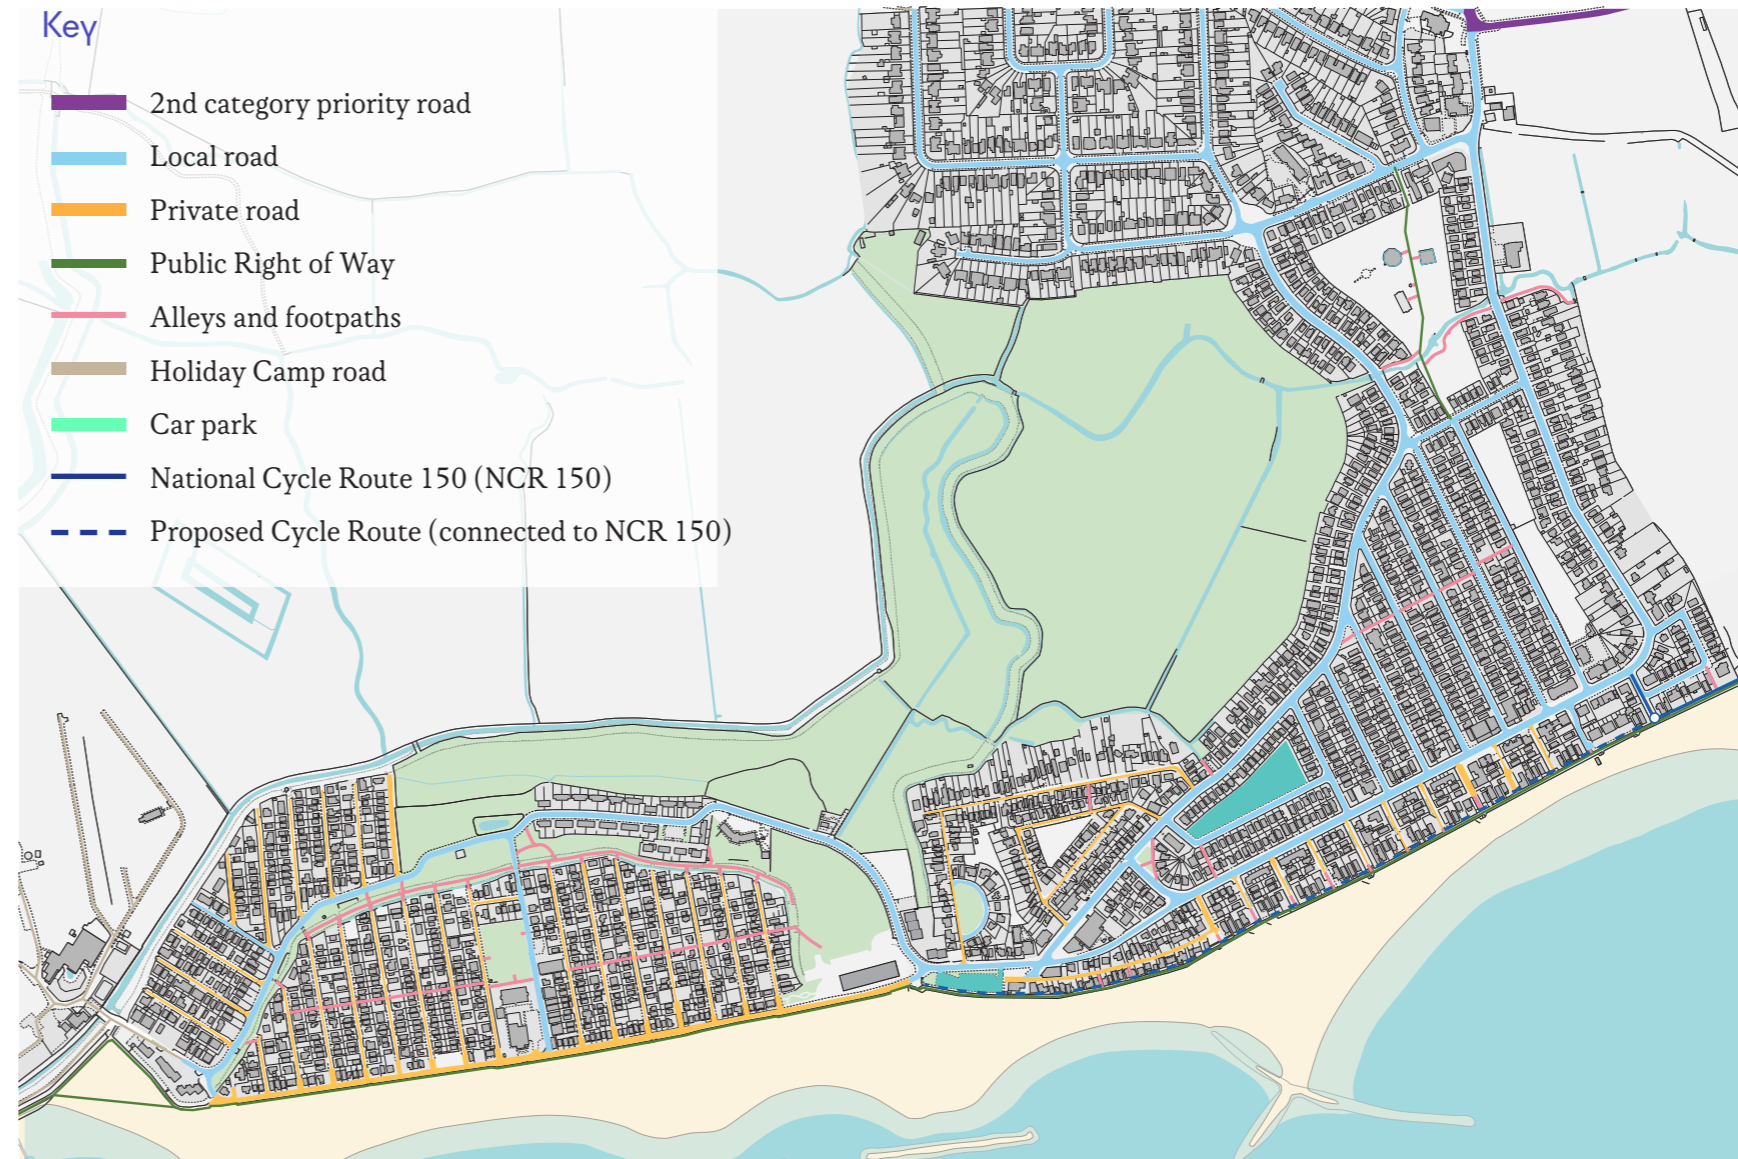 Key
2nd category priority road
Local road
Private road
Public Right of Way
Alleys and footpaths
Holiday Camp road
Car park
National Cycle Route 150 (NCR 150)
Proposed Cycle Route (connected to NCR 150)